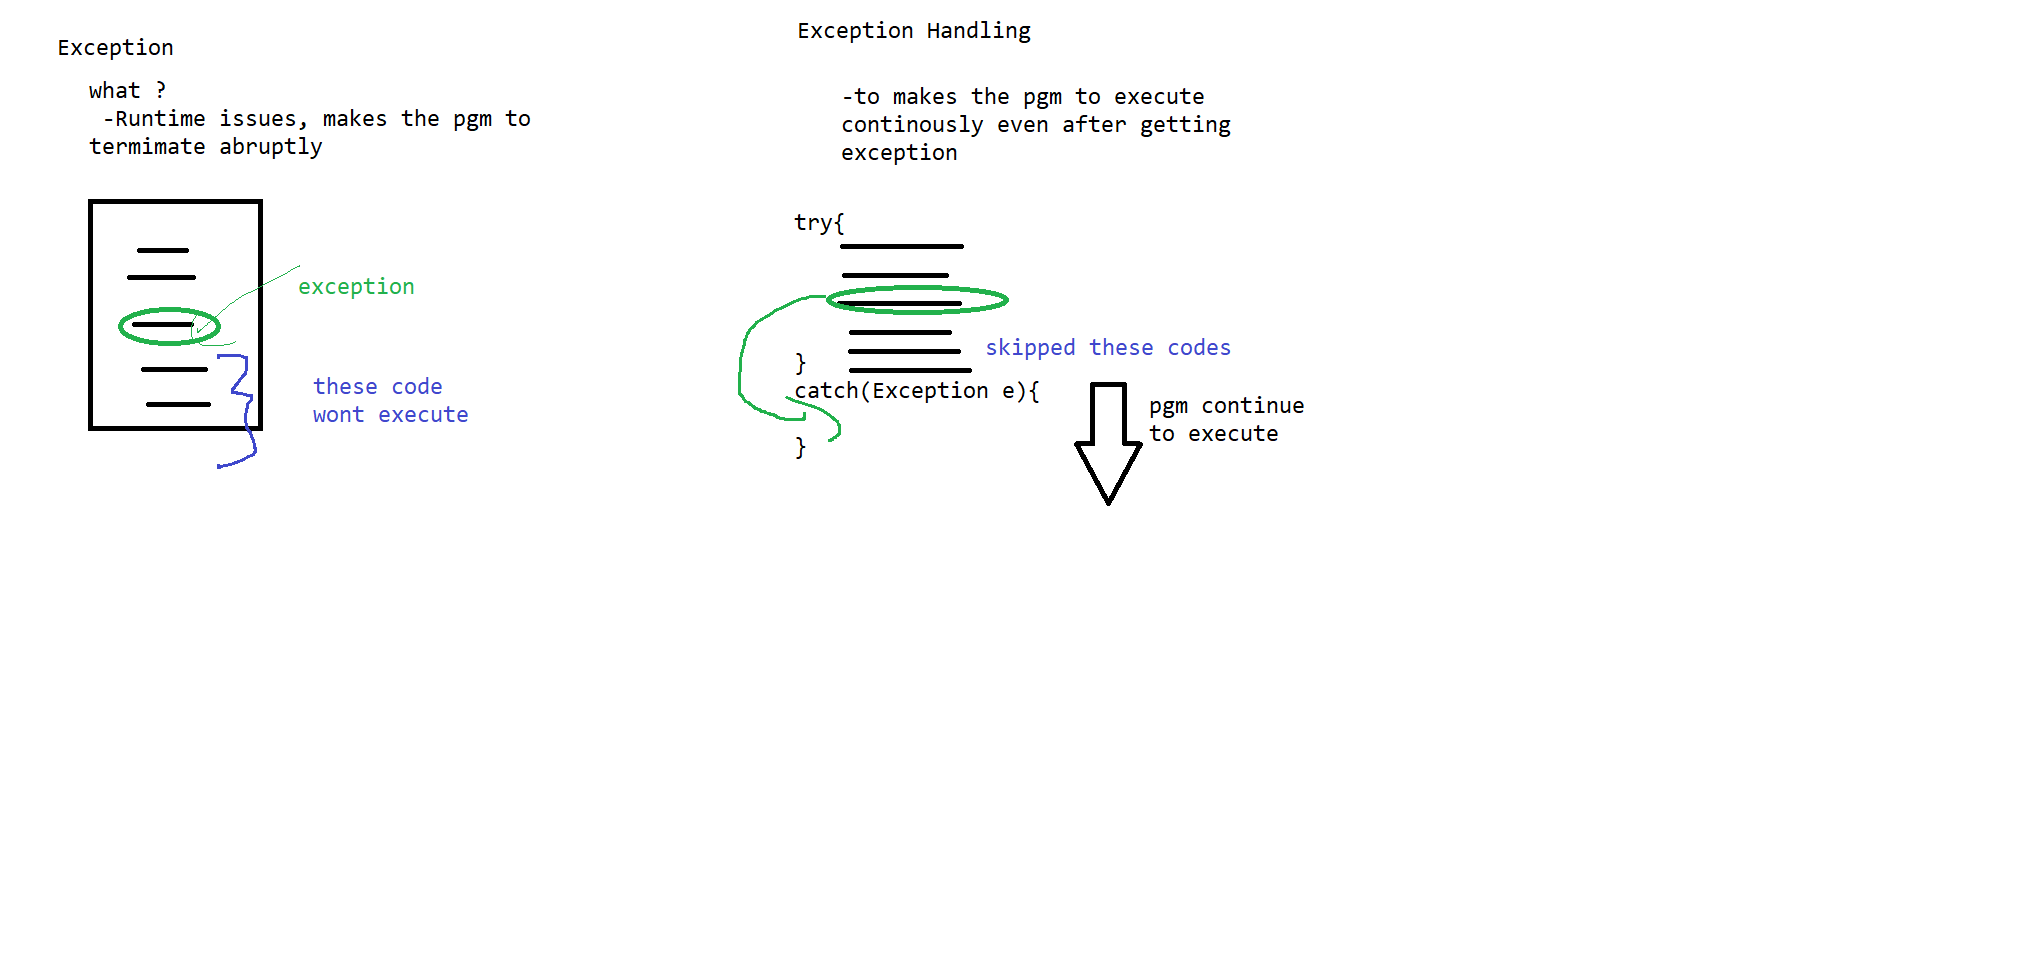 Exception
what ?
-Runtime issues, makes the pgm to
termimate abruptly
exception
these code
wont execute
Exception Handling
-to makes the pgm to execute
continously even after getting
exception
try{
skipped these codes
}
catch(Exception e){
pgm continue
to execute
}